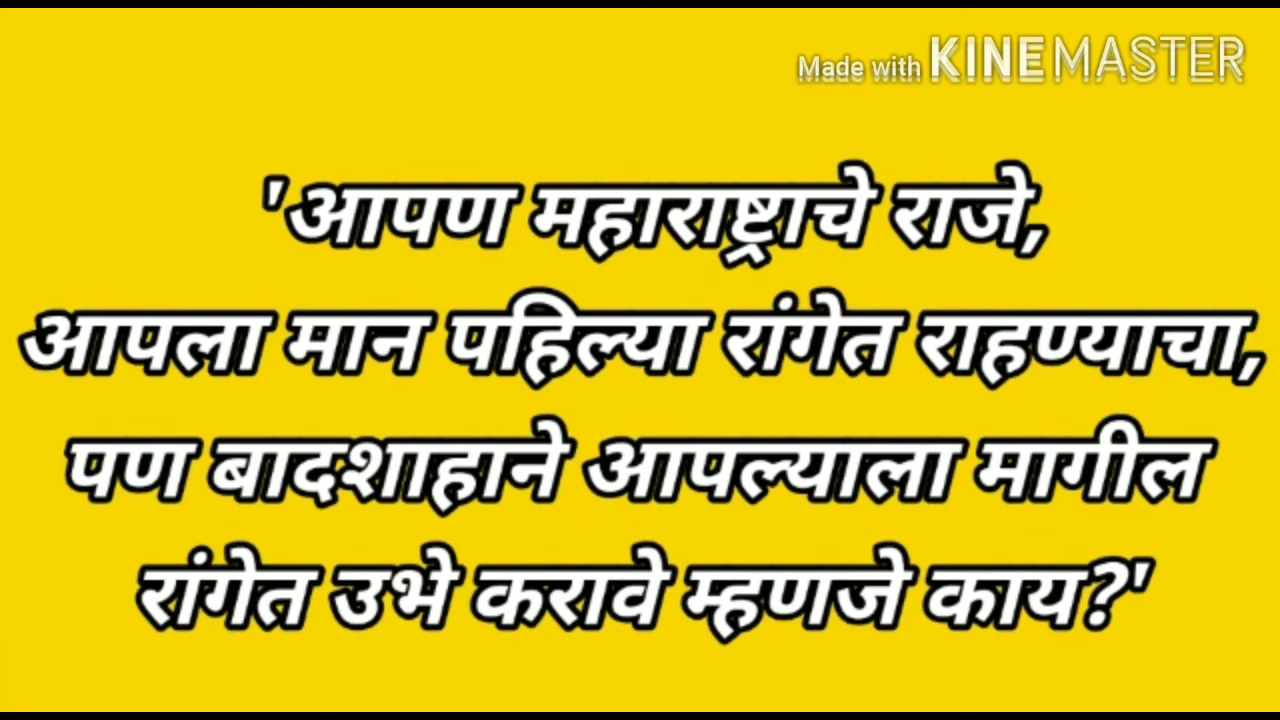 Made with KINEMASTER
'आपण महाराष्ट्राचे राजे,
आपला मान पहिल्या रांगेत राहण्याचा,
पण बादशाहाने आपल्याला मागील
रांगेत उभे करावे म्हणजे काय?'